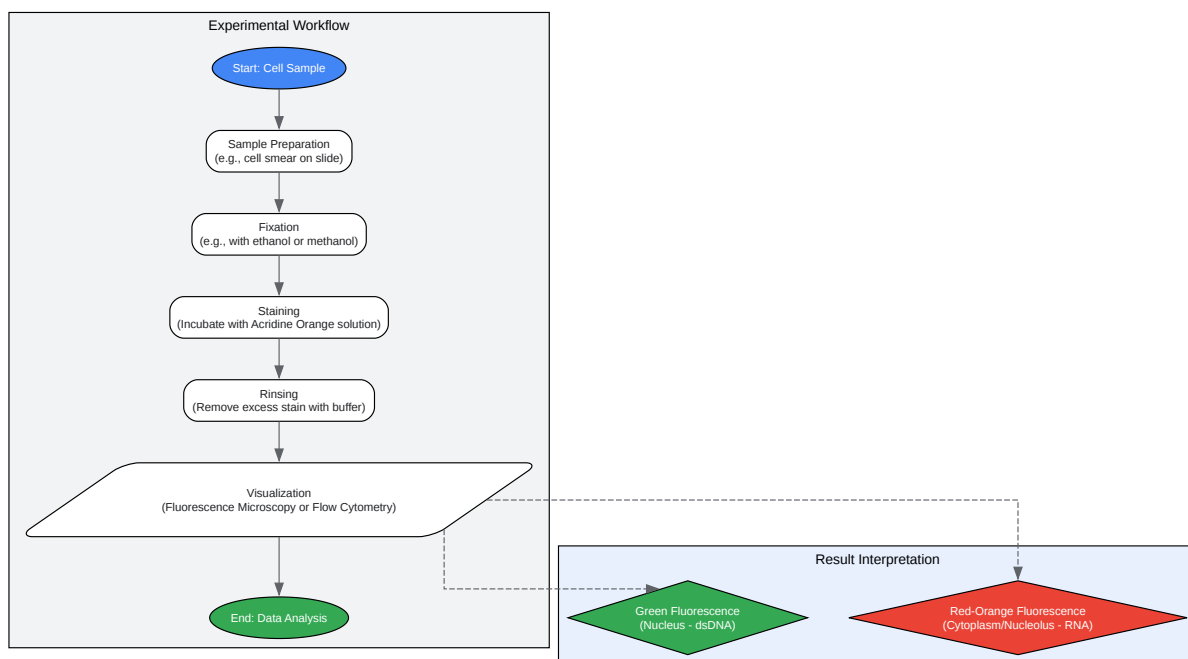 Experimental Workflow
Start: Cell Sample
Sample Preparation
(e.g., cell smear on slide)
Fixation
(e.g., with ethanol or methanol)
Staining
(Incubate with Acridine Orange solution)
Rinsing
(Remove excess stain with buffer)
Visualization
(Fluorescence Microscopy or Flow Cytometry)
End: Data Analysis
Result Interpretation
Green Fluorescence
(Nucleus - dsDNA)
Red-Orange Fluorescence
(Cytoplasm/Nucleolus - RNA)